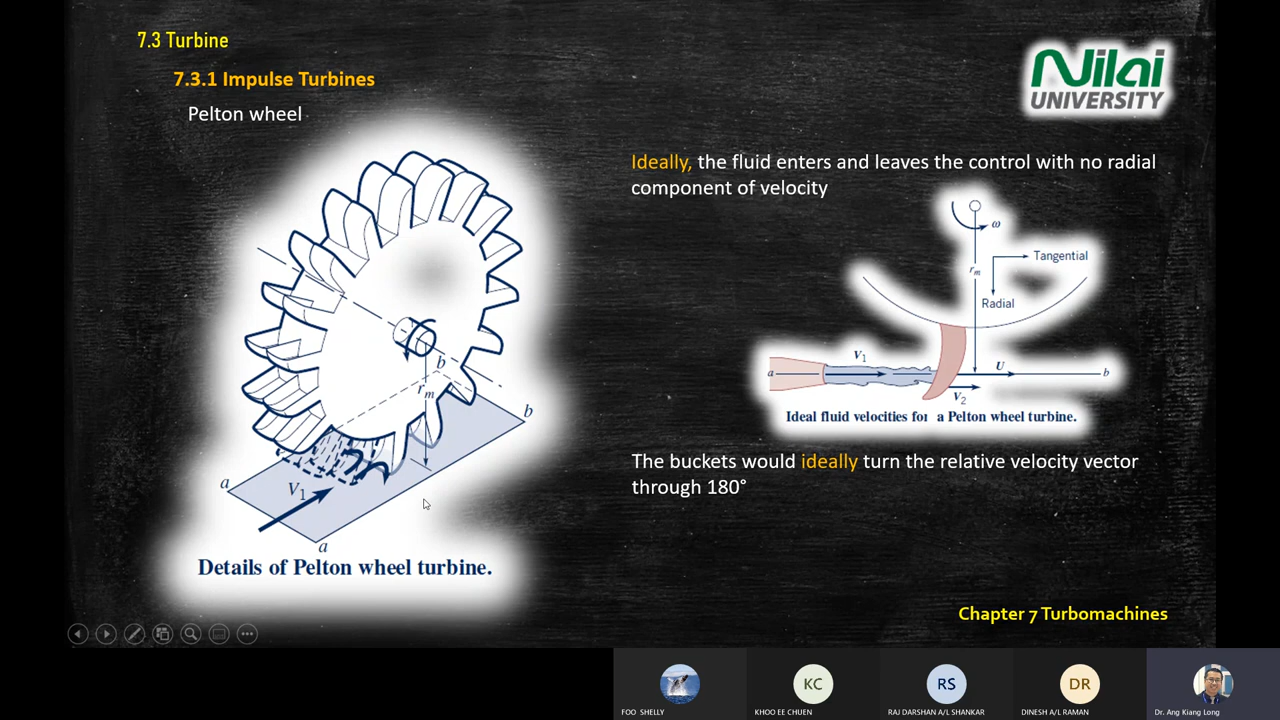 7.3 Turbine
7.3.1 Impulse Turbines
Pelton wheel
Nilai
UNIVERSITY
Ideally, the fluid enters and leaves the control with no radial
component of velocity
ω
Tangential
rm
Radial
V1
U
a
b
V2
Ideal fluid velocities for a Pelton wheel turbine.
The buckets would ideally turn the relative velocity vector
through 180°
b
rm
b
a
V1
a
Details of Pelton wheel turbine.
Chapter 7 Turbomachines
KC
RS
DR
FOO SHELLY
KHOO EE CHUEN
RAJ DARSHAN A/L SHANKAR
DINESH A/L RAMAN
Dr. Ang Kiang Long